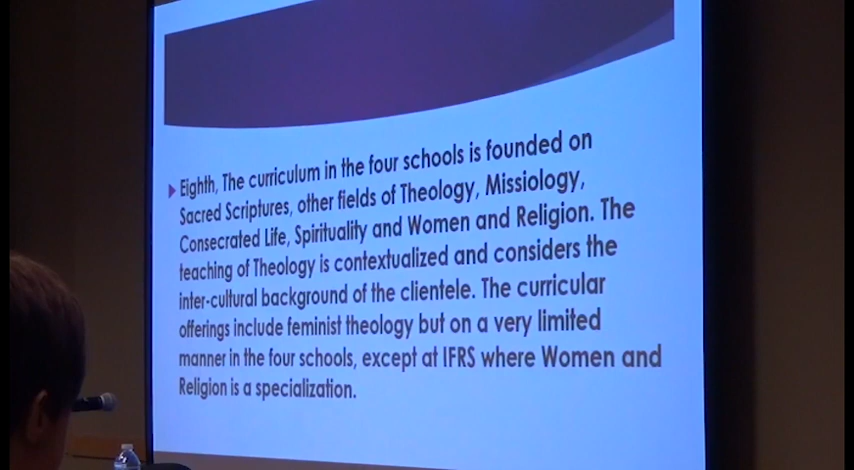 Eighth, The curriculum in the four schools is founded on
Sacred Scriptures, other fields of Theology, Missiology,
Consecrated Life, Spirituality and Women and Religion. The
teaching of Theology is contextualized and considers the
inter-cultural background of the clientele. The curricular
offerings include feminist theology but on a very limited
manner in the four schools, except at IFRS where Women and
Religion is a specialization.